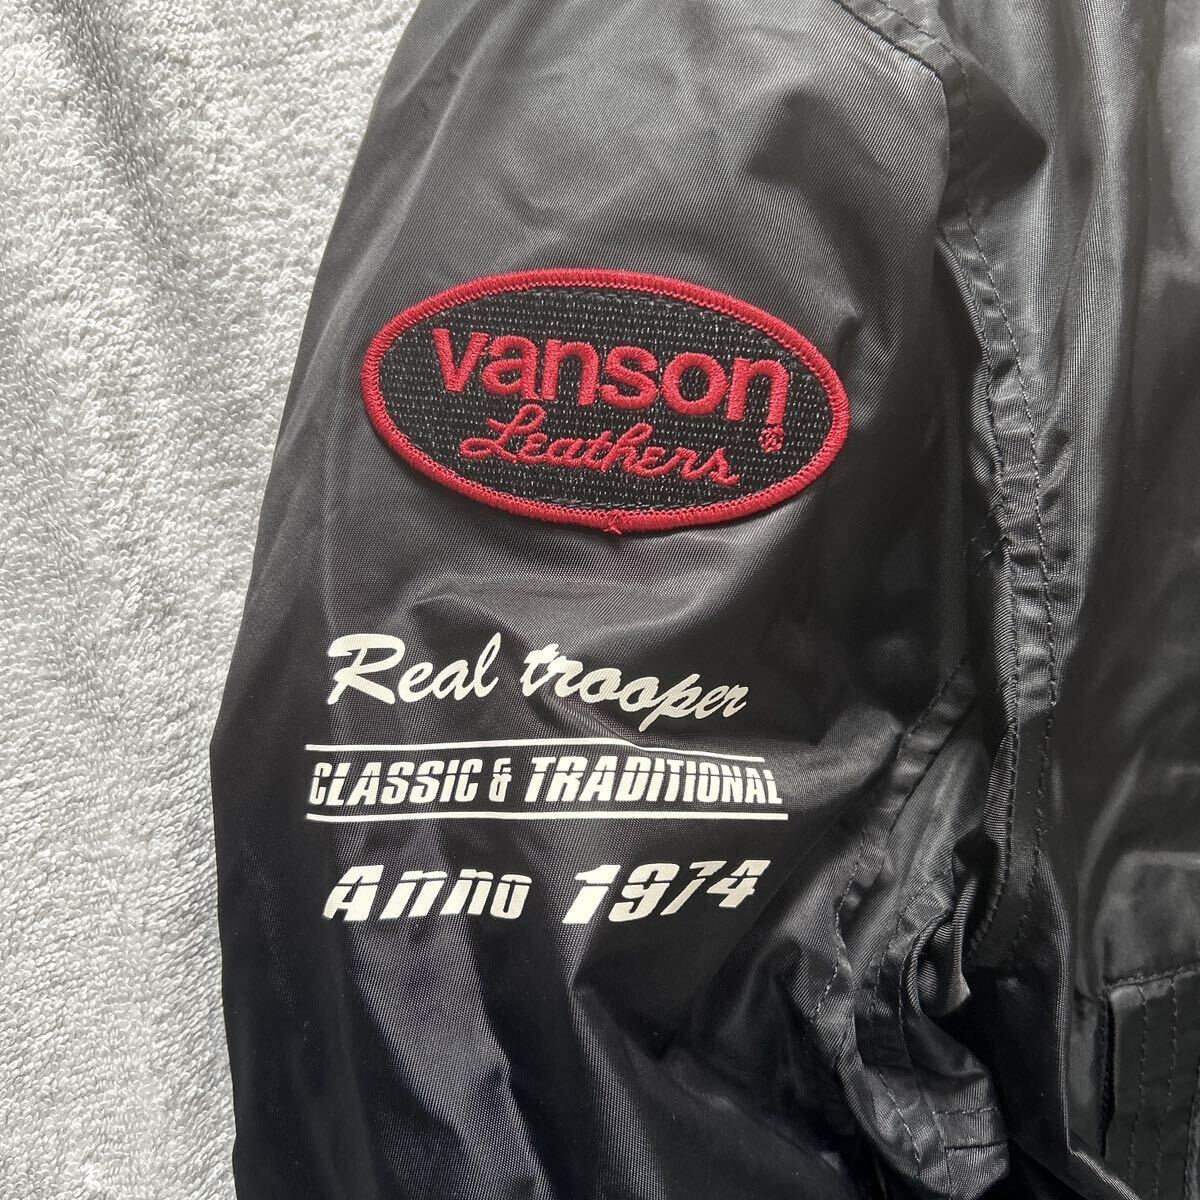 vanson®
Leathers
Real trooper
CLASSIC & TRADITIONAL
Anno 1974